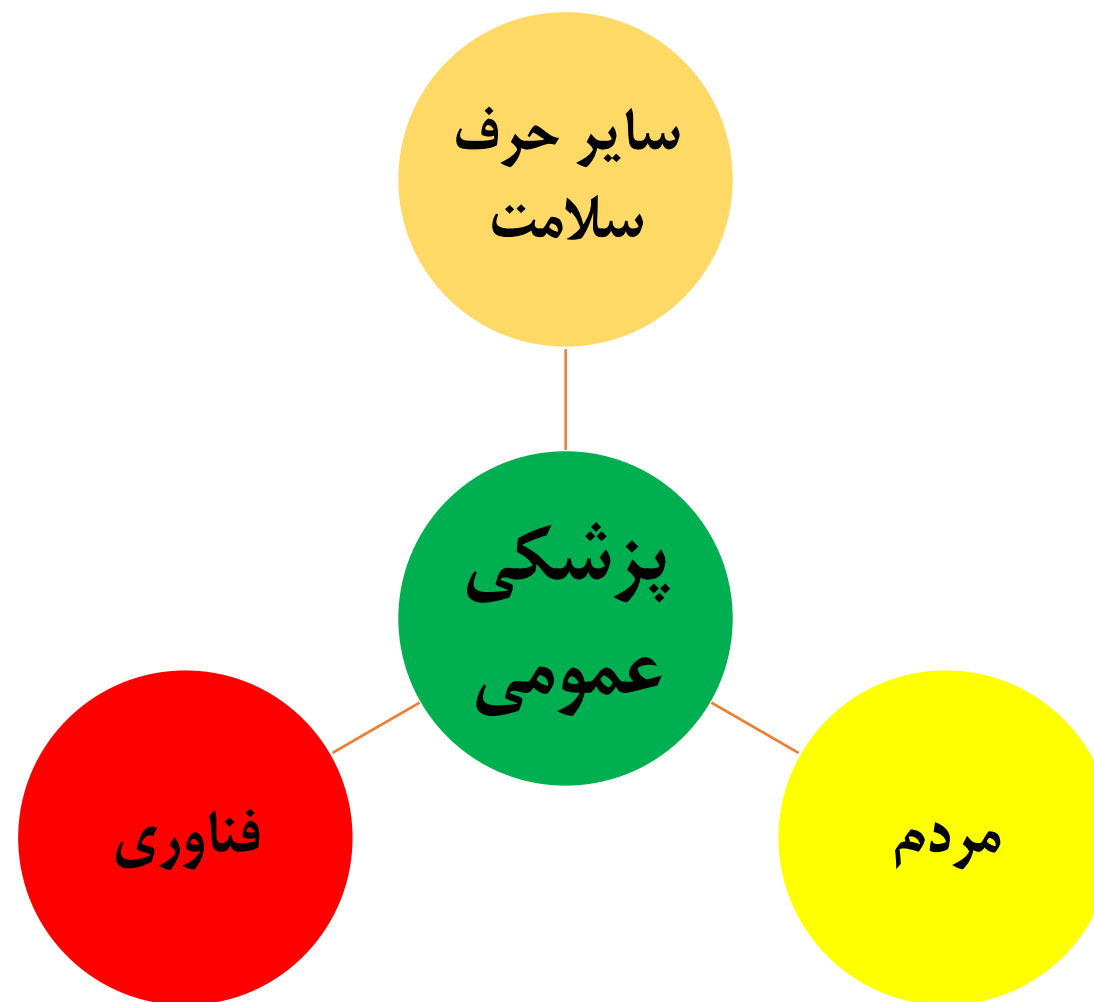 سایر حرف
سلامت
پزشکی
عمومی
فناوری
مردم